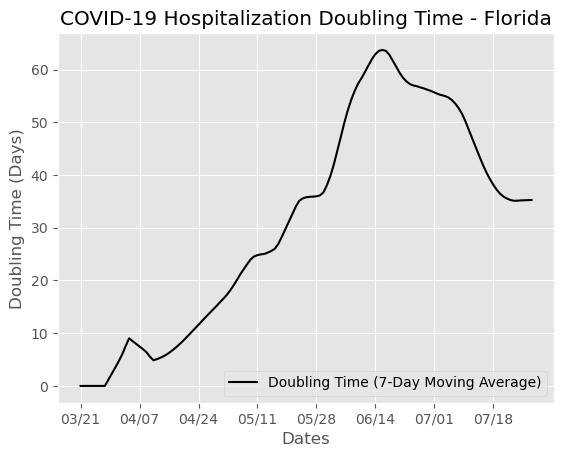 COVID-19 Hospitalization Doubling Time - Florida
Doubling Time (Days)
60
50
40
30
20
10
0
Doubling Time (7-Day Moving Average)
03/21 04/07 04/24 05/11 05/28 06/14 07/01 07/18
Dates